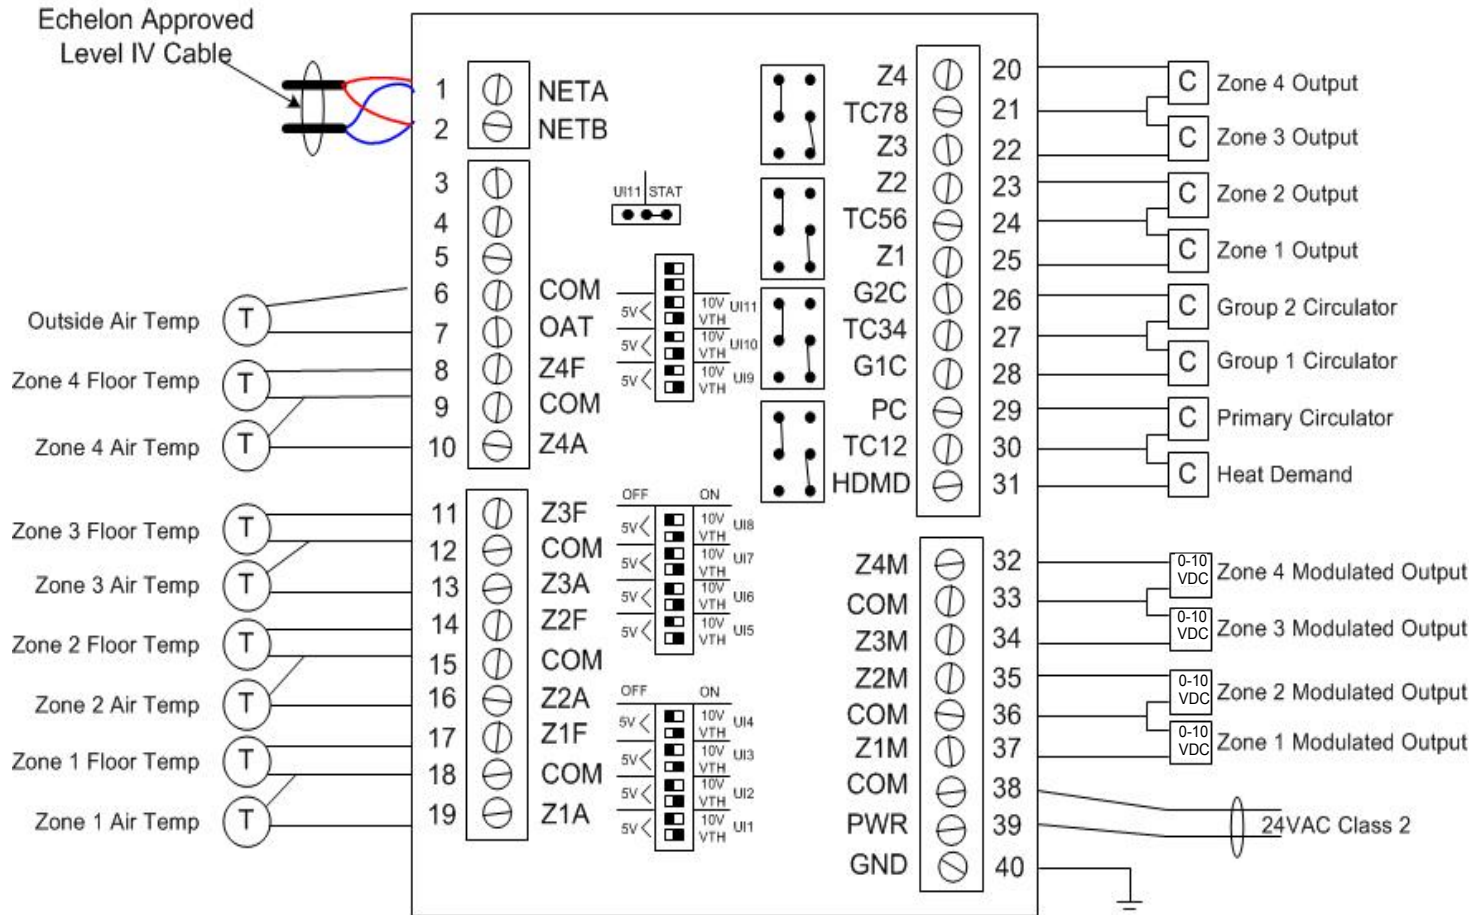 Echelon Approved
Level IV Cable
1 NETA
2 NETB
3
4
5
6 COM
7 OAT
8 Z4F
9 COM
10 Z4A
Outside Air Temp T
Zone 4 Floor Temp T
Zone 4 Air Temp T
11 Z3F
12 COM
13 Z3A
14 Z2F
15 COM
16 Z2A
17 Z1F
18 COM
19 Z1A
Zone 3 Floor Temp T
Zone 3 Air Temp T
Zone 2 Floor Temp T
Zone 2 Air Temp T
Zone 1 Floor Temp T
Zone 1 Air Temp T
UI11 STAT
5V 10V VTH UI11
5V 10V VTH UI10
5V 10V VTH UI9
OFF ON
5V 10V VTH UI8
5V 10V VTH UI7
5V 10V VTH UI6
5V 10V VTH UI5
OFF ON
5V 10V VTH UI4
5V 10V VTH UI3
5V 10V VTH UI2
5V 10V VTH UI1
Z4 20
TC78 21
Z3 22
Z2 23
TC56 24
Z1 25
G2C 26
TC34 27
G1C 28
PC 29
TC12 30
HDMD 31
C Zone 4 Output
C Zone 3 Output
C Zone 2 Output
C Zone 1 Output
C Group 2 Circulator
C Group 1 Circulator
C Primary Circulator
C Heat Demand
Z4M 32
COM 33
Z3M 34
Z2M 35
COM 36
Z1M 37
COM 38
PWR 39
GND 40
0-10 VDC Zone 4 Modulated Output
0-10 VDC Zone 3 Modulated Output
0-10 VDC Zone 2 Modulated Output
0-10 VDC Zone 1 Modulated Output
24VAC Class 2